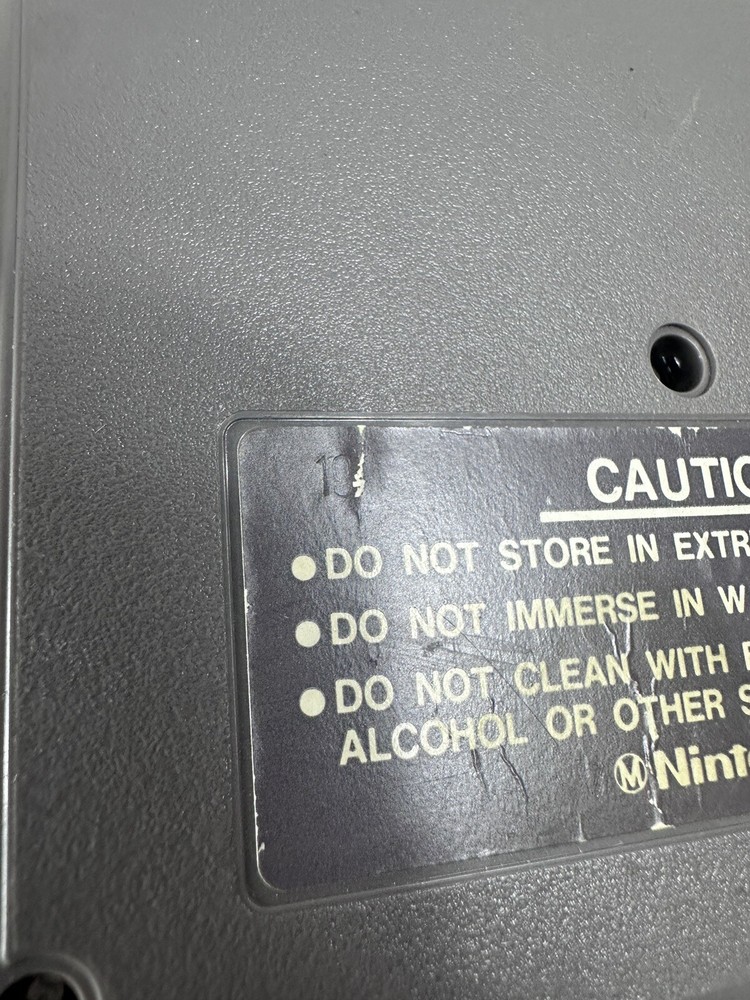 CAUTIO
● DO NOT STORE IN EXTR
● DO NOT IMMERSE IN W
● DO NOT CLEAN WITH
ALCOHOL OR OTHER S
Ⓜ Ninte